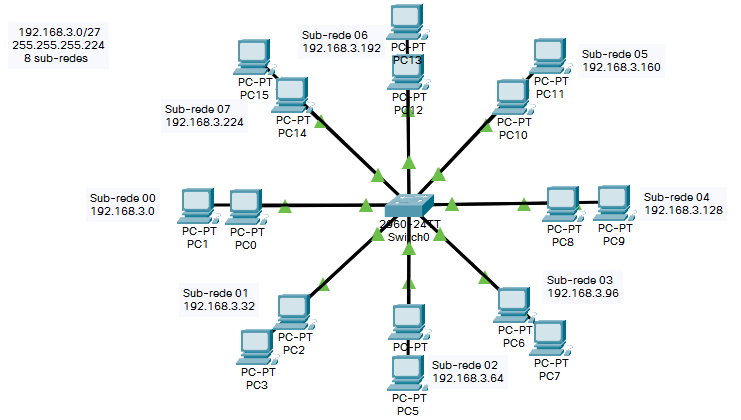 192.168.3.0/27
255.255.255.224
8 sub-redes
Sub-rede 06
192.168.3.192
PC-PT
PC13
PC-PT
PC12
Sub-rede 05
192.168.3.160
PC-PT
PC11
PC-PT
PC10
PC-PT
PC15
Sub-rede 07
192.168.3.224
PC-PT
PC14
Sub-rede 00
192.168.3.0
PC-PT
PC1
PC-PT
PC0
2960-24TT
Switch0
PC-PT
PC8
PC-PT
PC9
Sub-rede 04
192.168.3.128
Sub-rede 01
192.168.3.32
PC-PT
PC2
PC-PT
PC3
PC-PT
Sub-rede 02
192.168.3.64
PC-PT
PC5
Sub-rede 03
192.168.3.96
PC-PT
PC6
PC-PT
PC7